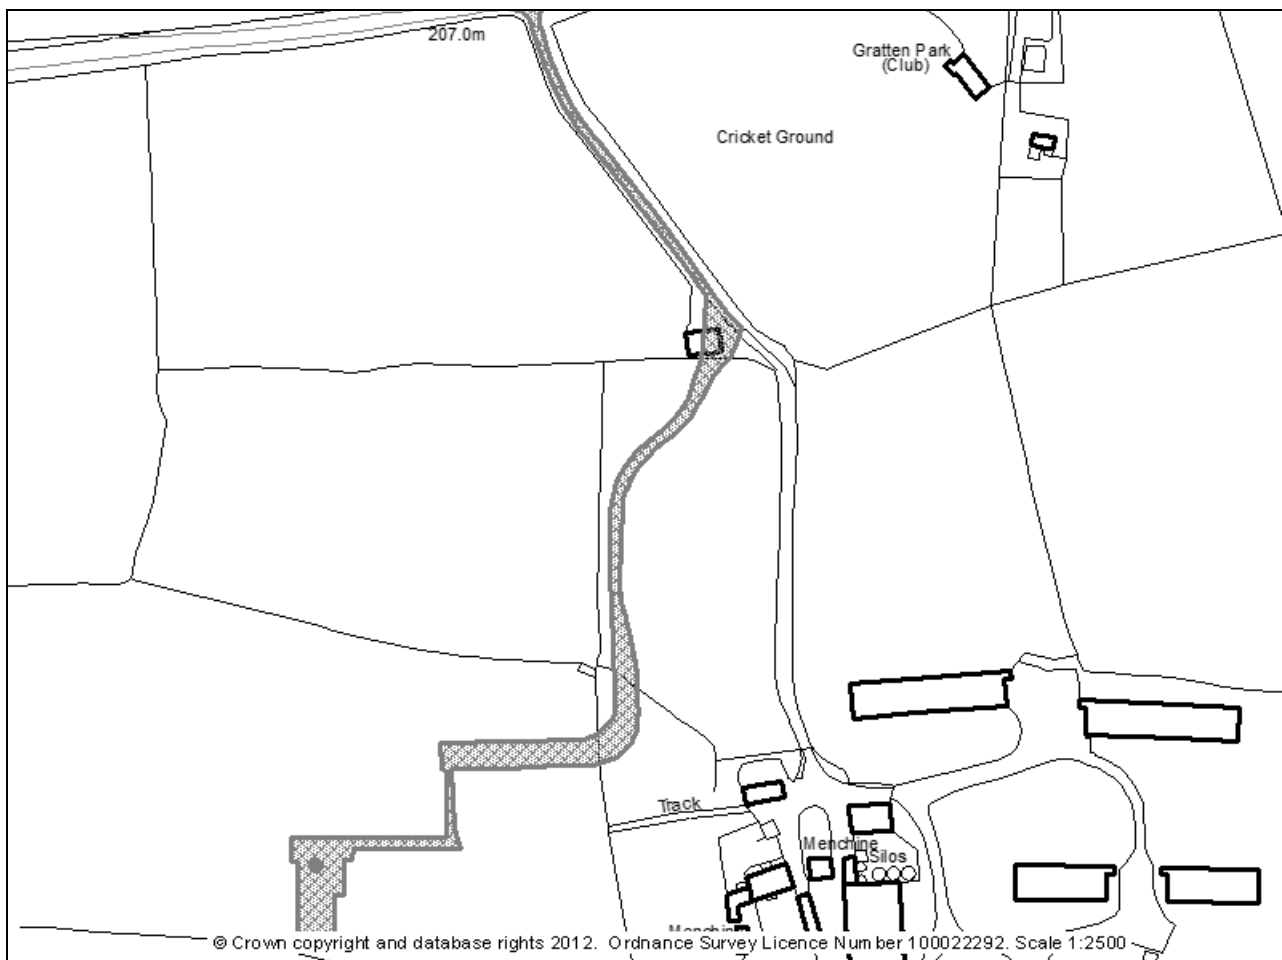 207.0m
Gratten Park
(Club)
Cricket Ground
Track
Menchine
Silos
© Crown copyright and database rights 2012. Ordnance Survey Licence Number 100022292. Scale 1:2500